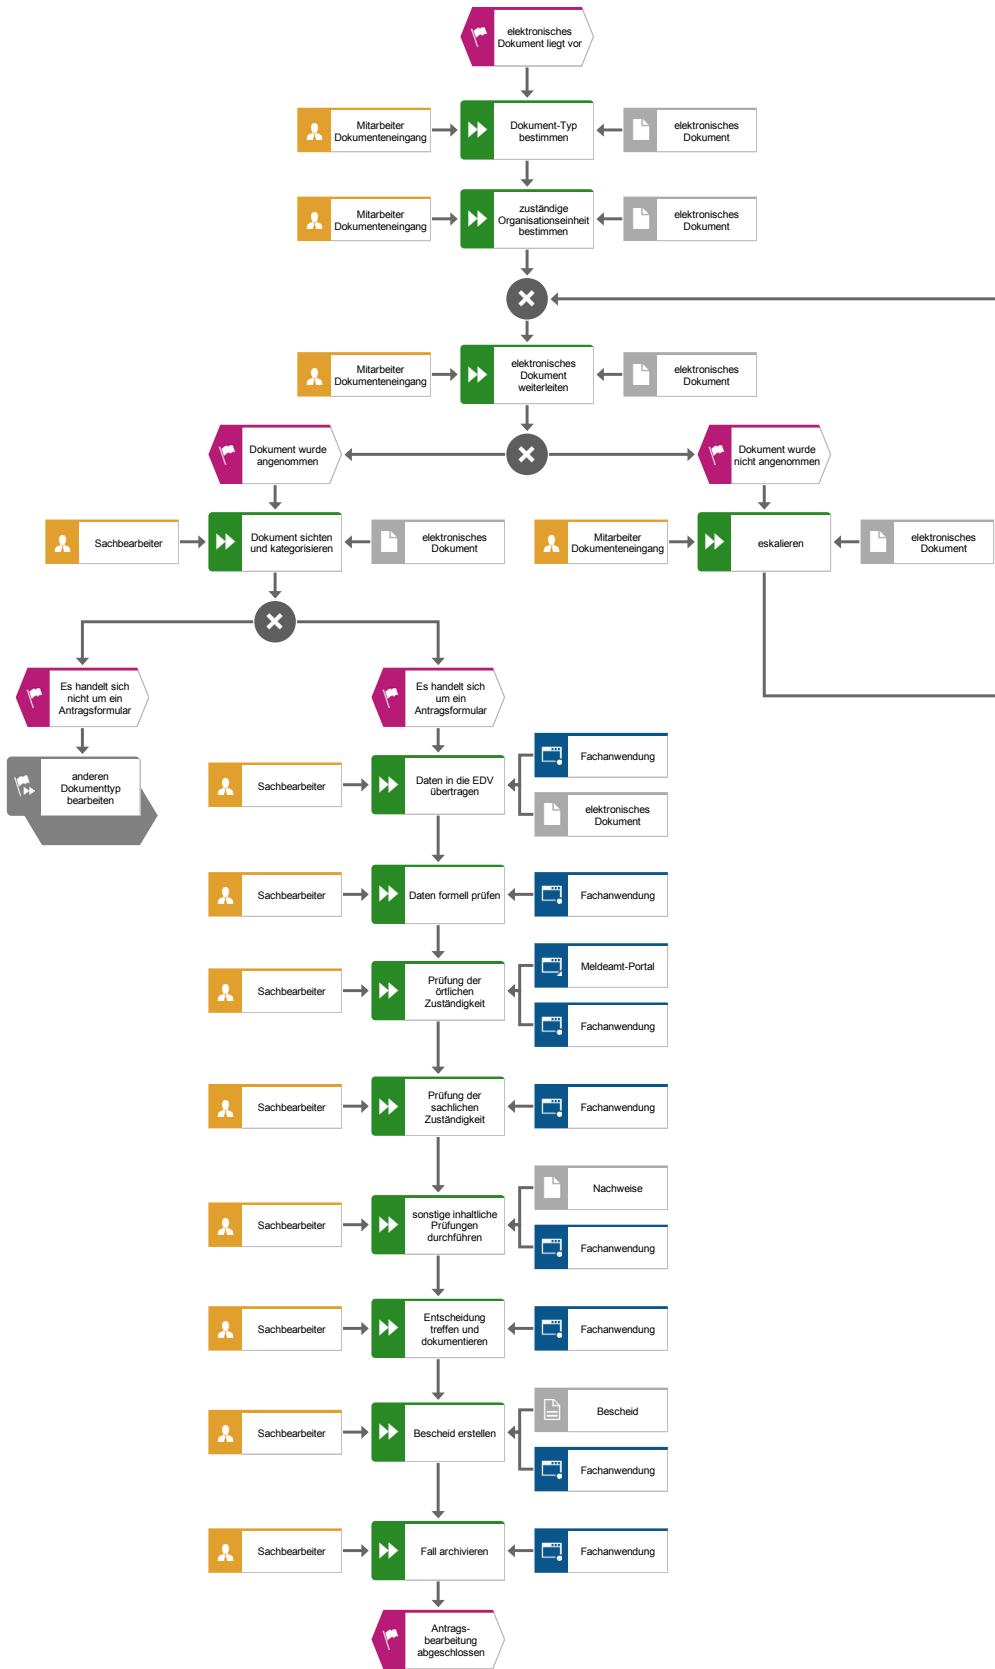 elektronisches
Dokument liegt vor
Mitarbeiter
Dokumenteneingang
Dokument-Typ
bestimmen
elektronisches
Dokument
Mitarbeiter
Dokumenteneingang
zuständige
Organisationseinheit
bestimmen
elektronisches
Dokument
Mitarbeiter
Dokumenteneingang
elektronisches
Dokument
weiterleiten
elektronisches
Dokument
Dokument wurde
angenommen
Dokument wurde
nicht angenommen
Sachbearbeiter
Dokument sichten
und kategorisieren
elektronisches
Dokument
Mitarbeiter
Dokumenteneingang
eskalieren
elektronisches
Dokument
Es handelt sich
nicht um ein
Antragsformular
Es handelt sich
um ein
Antragsformular
anderen
Dokumenttyp
bearbeiten
Sachbearbeiter
Daten in die EDV
übertragen
Fachanwendung
elektronisches
Dokument
Sachbearbeiter
Daten formell prüfen
Fachanwendung
Sachbearbeiter
Prüfung der
örtlichen
Zuständigkeit
Meldeamt-Portal
Fachanwendung
Sachbearbeiter
Prüfung der
sachlichen
Zuständigkeit
Fachanwendung
Sachbearbeiter
sonstige inhaltliche
Prüfungen
durchführen
Nachweise
Fachanwendung
Sachbearbeiter
Entscheidung
treffen und
dokumentieren
Fachanwendung
Sachbearbeiter
Bescheid erstellen
Bescheid
Fachanwendung
Sachbearbeiter
Fall archivieren
Fachanwendung
Antrags-
bearbeitung
abgeschlossen